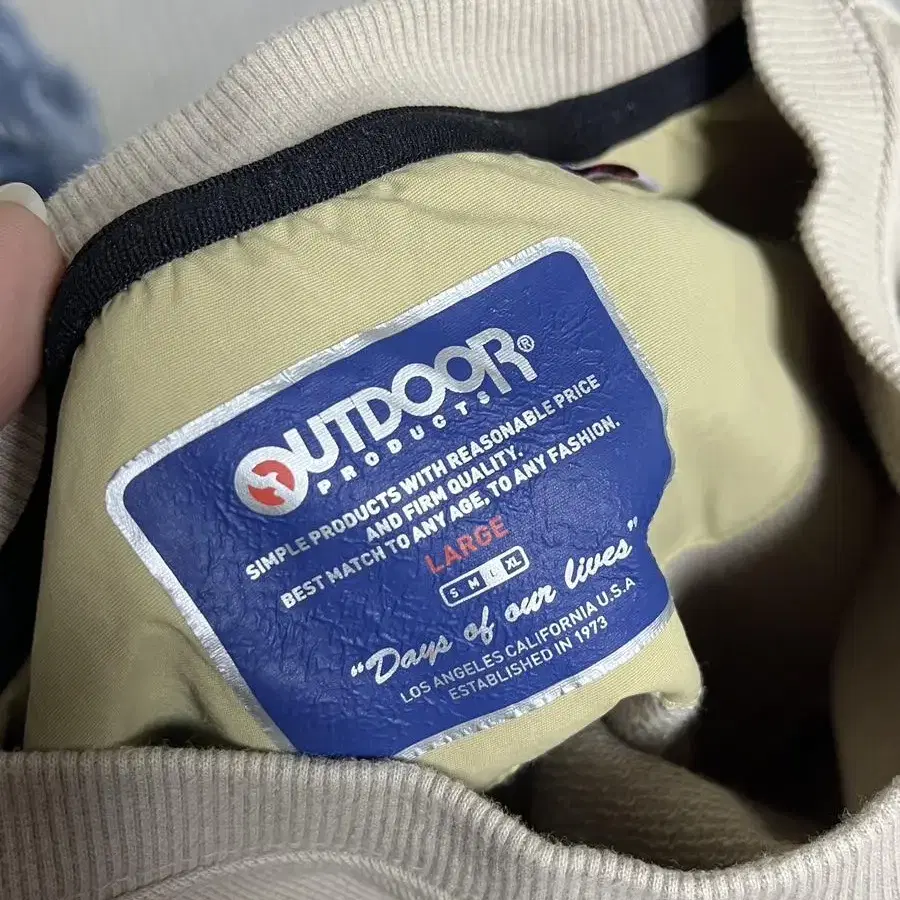 OUTDOOR®
PRODUCTS
SIMPLE PRODUCTS WITH REASONABLE PRICE
AND FIRM QUALITY.
BEST MATCH TO ANY AGE, TO ANY FASHION.
LARGE
S M L XL
"Days of our lives"
LOS ANGELES CALIFORNIA U.S.A
ESTABLISHED IN 1973